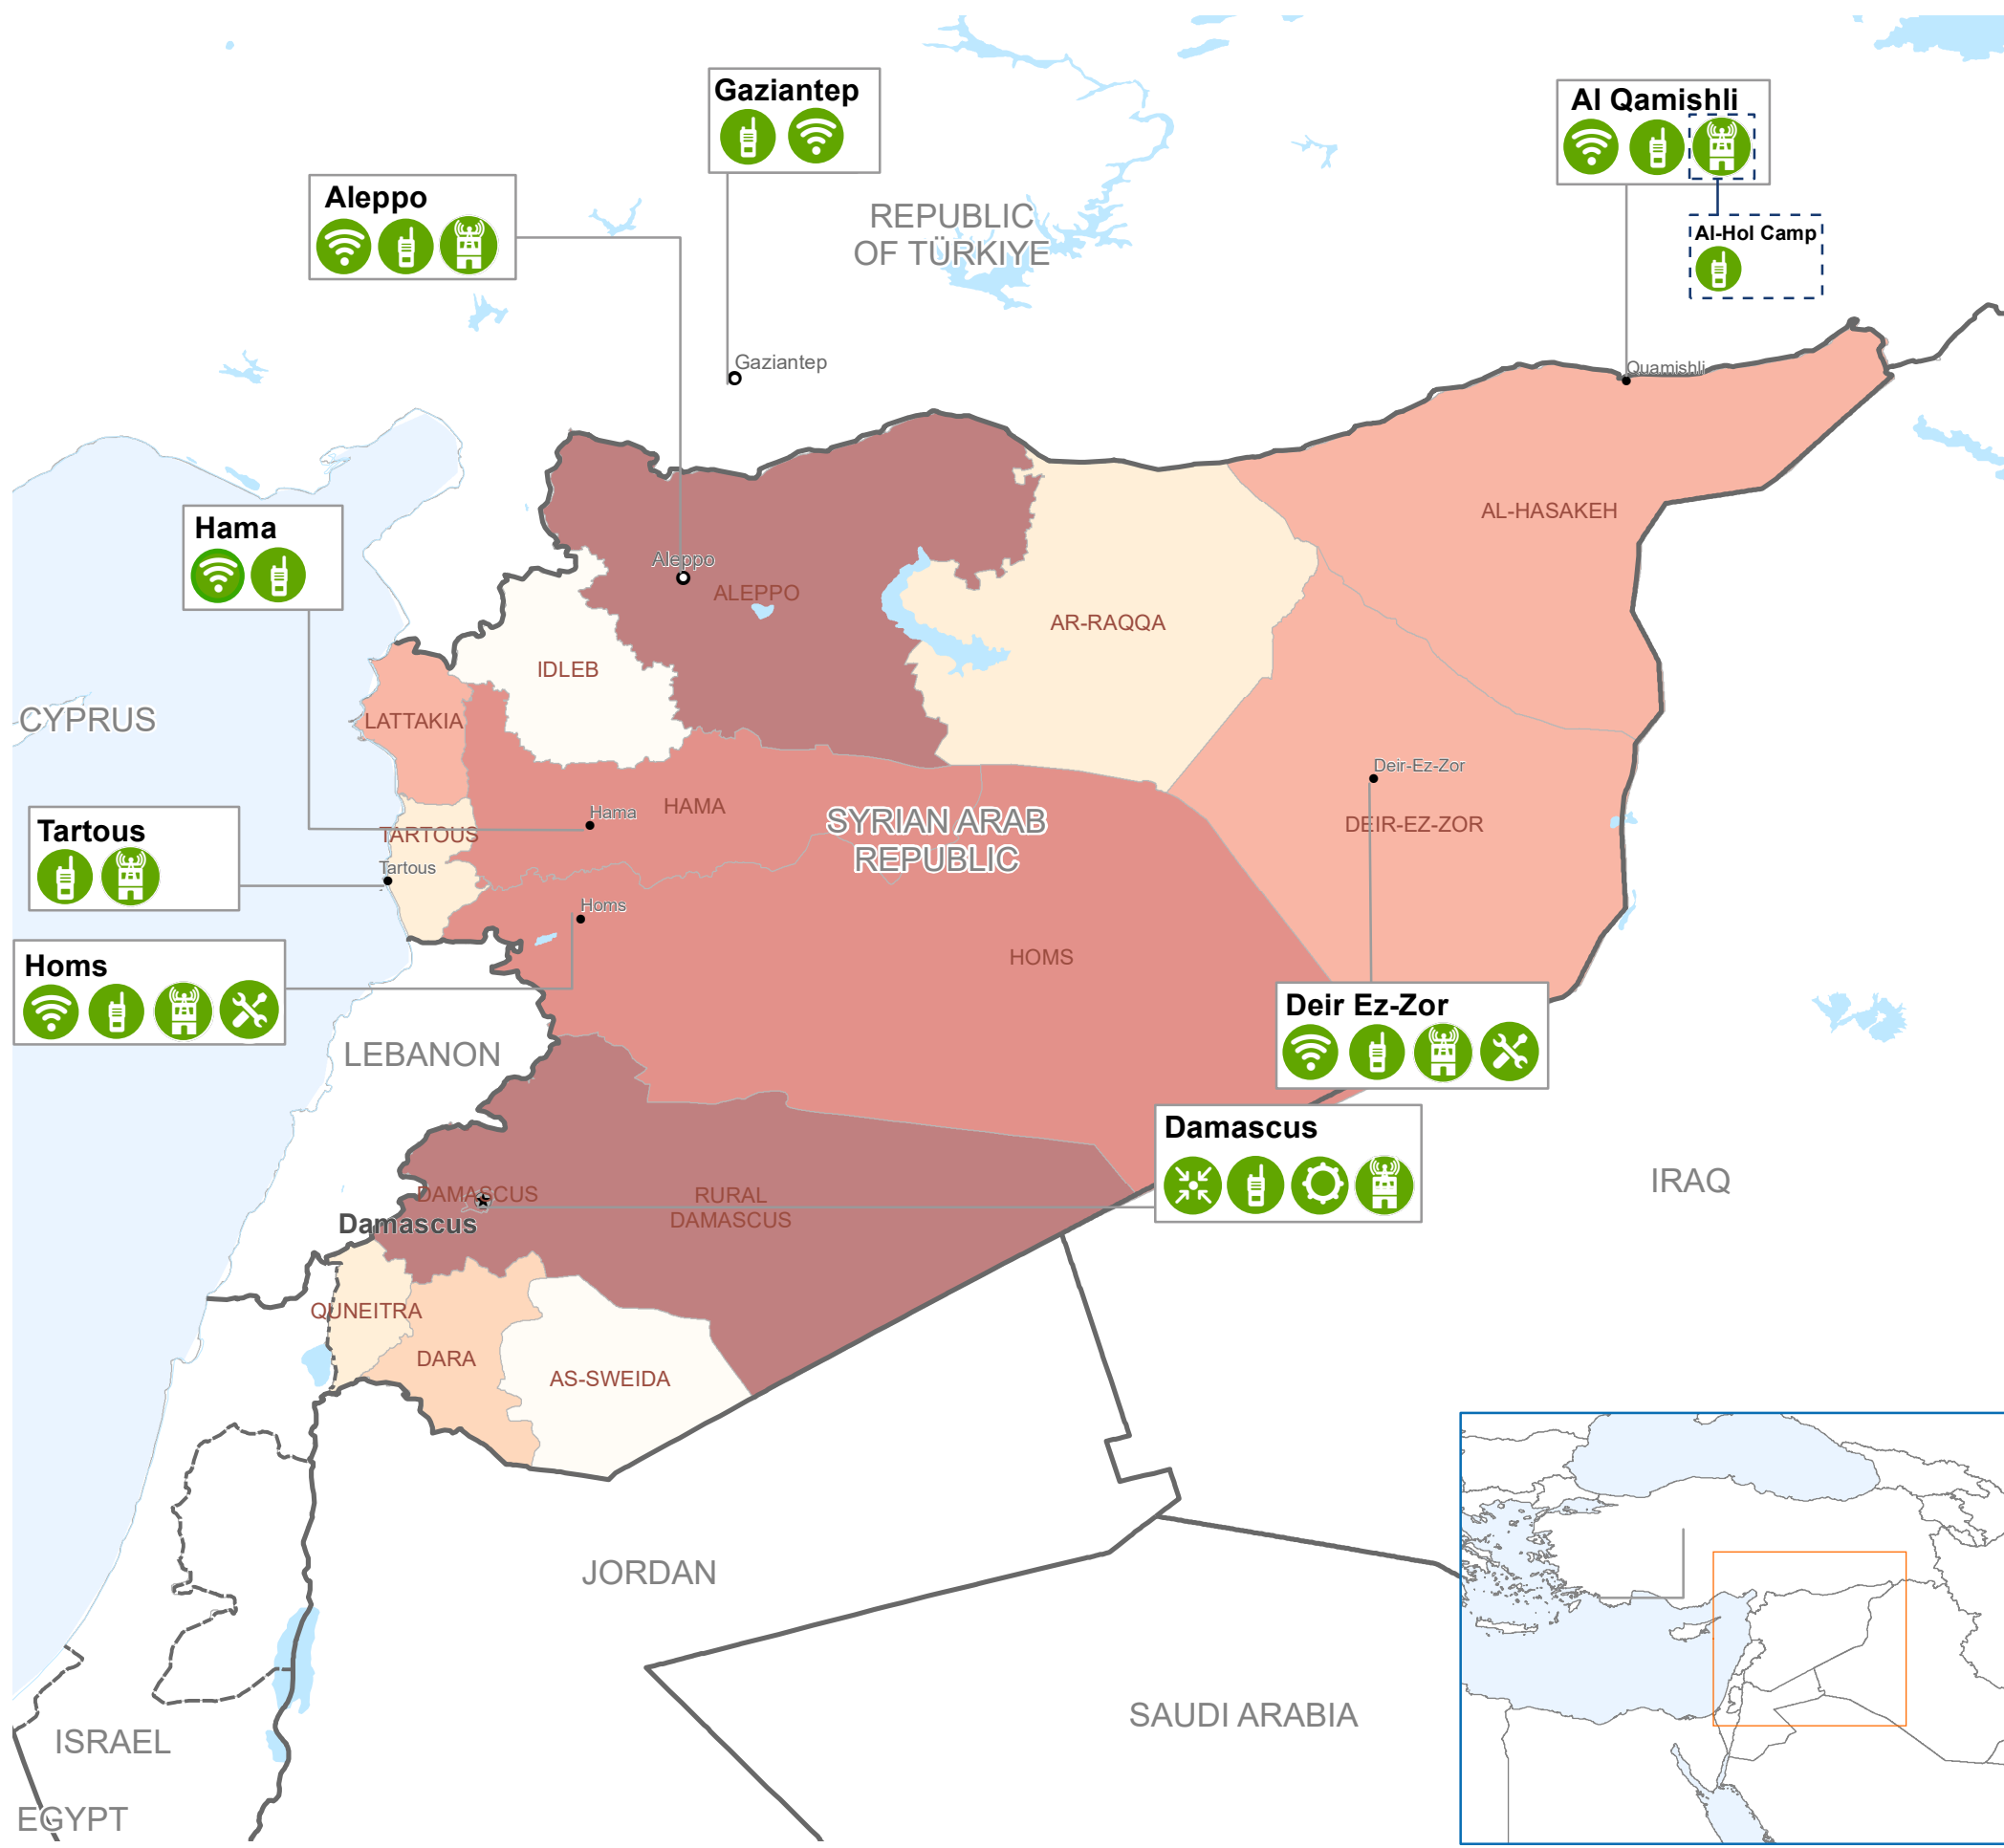 Gaziantep
Al Qamishli
Aleppo
REPUBLIC
OF TÜRKIYE
Al-Hol Camp
Gaziantep
Quamishli
Hama
AL-HASAKEH
Aleppo
ALEPPO
AR-RAQQA
IDLEB
LATTAKIA
CYPRUS
Deir-Ez-Zor
HAMA
Hama
SYRIAN ARAB
REPUBLIC
DEIR-EZ-ZOR
Tartous
TARTOUS
Tartous
Homs
HOMS
Homs
Deir Ez-Zor
LEBANON
Damascus
IRAQ
DAMASCUS
RURAL
DAMASCUS
Damascus
QUNEITRA
DARA
AS-SWEIDA
JORDAN
SAUDI ARABIA
ISRAEL
EGYPT